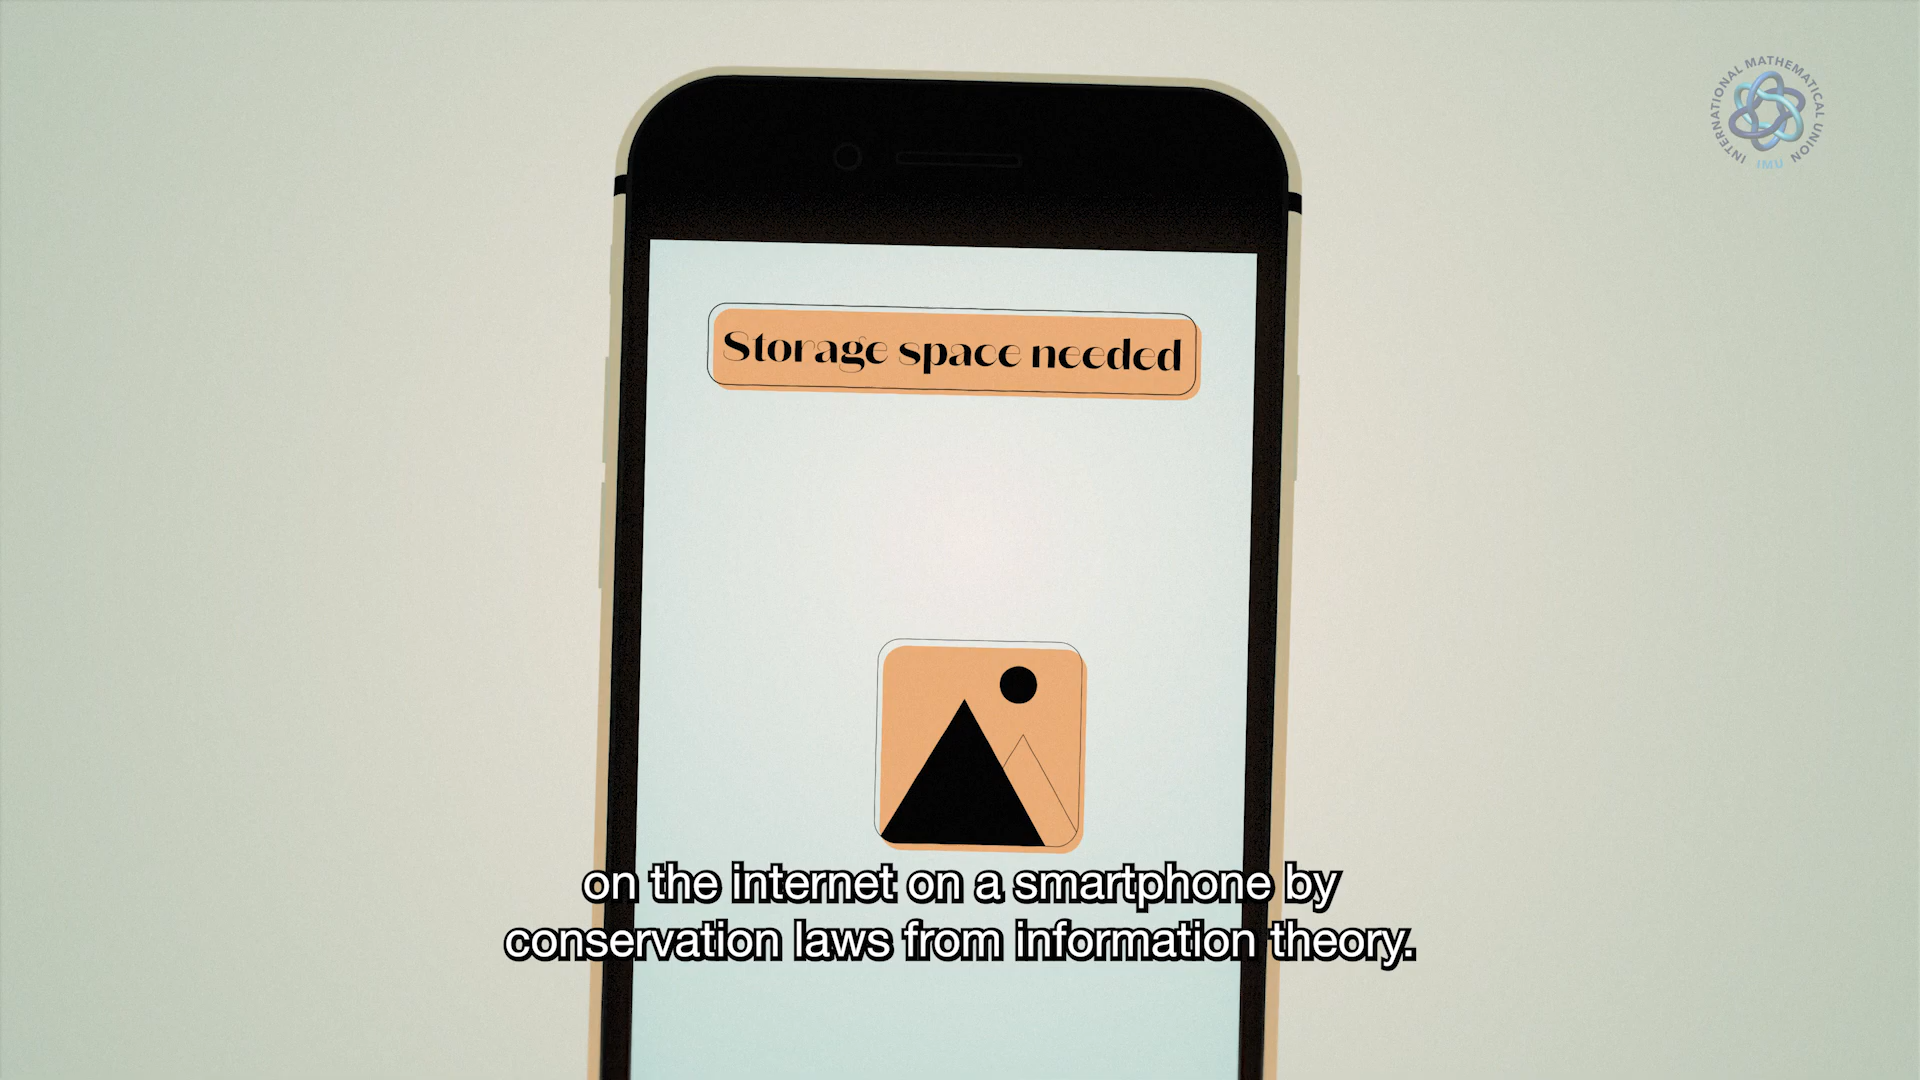 INTERNATIONAL MATHEMATICAL UNION
IMU
Storage space needed
on the internet on a smartphone by
conservation laws from information theory.